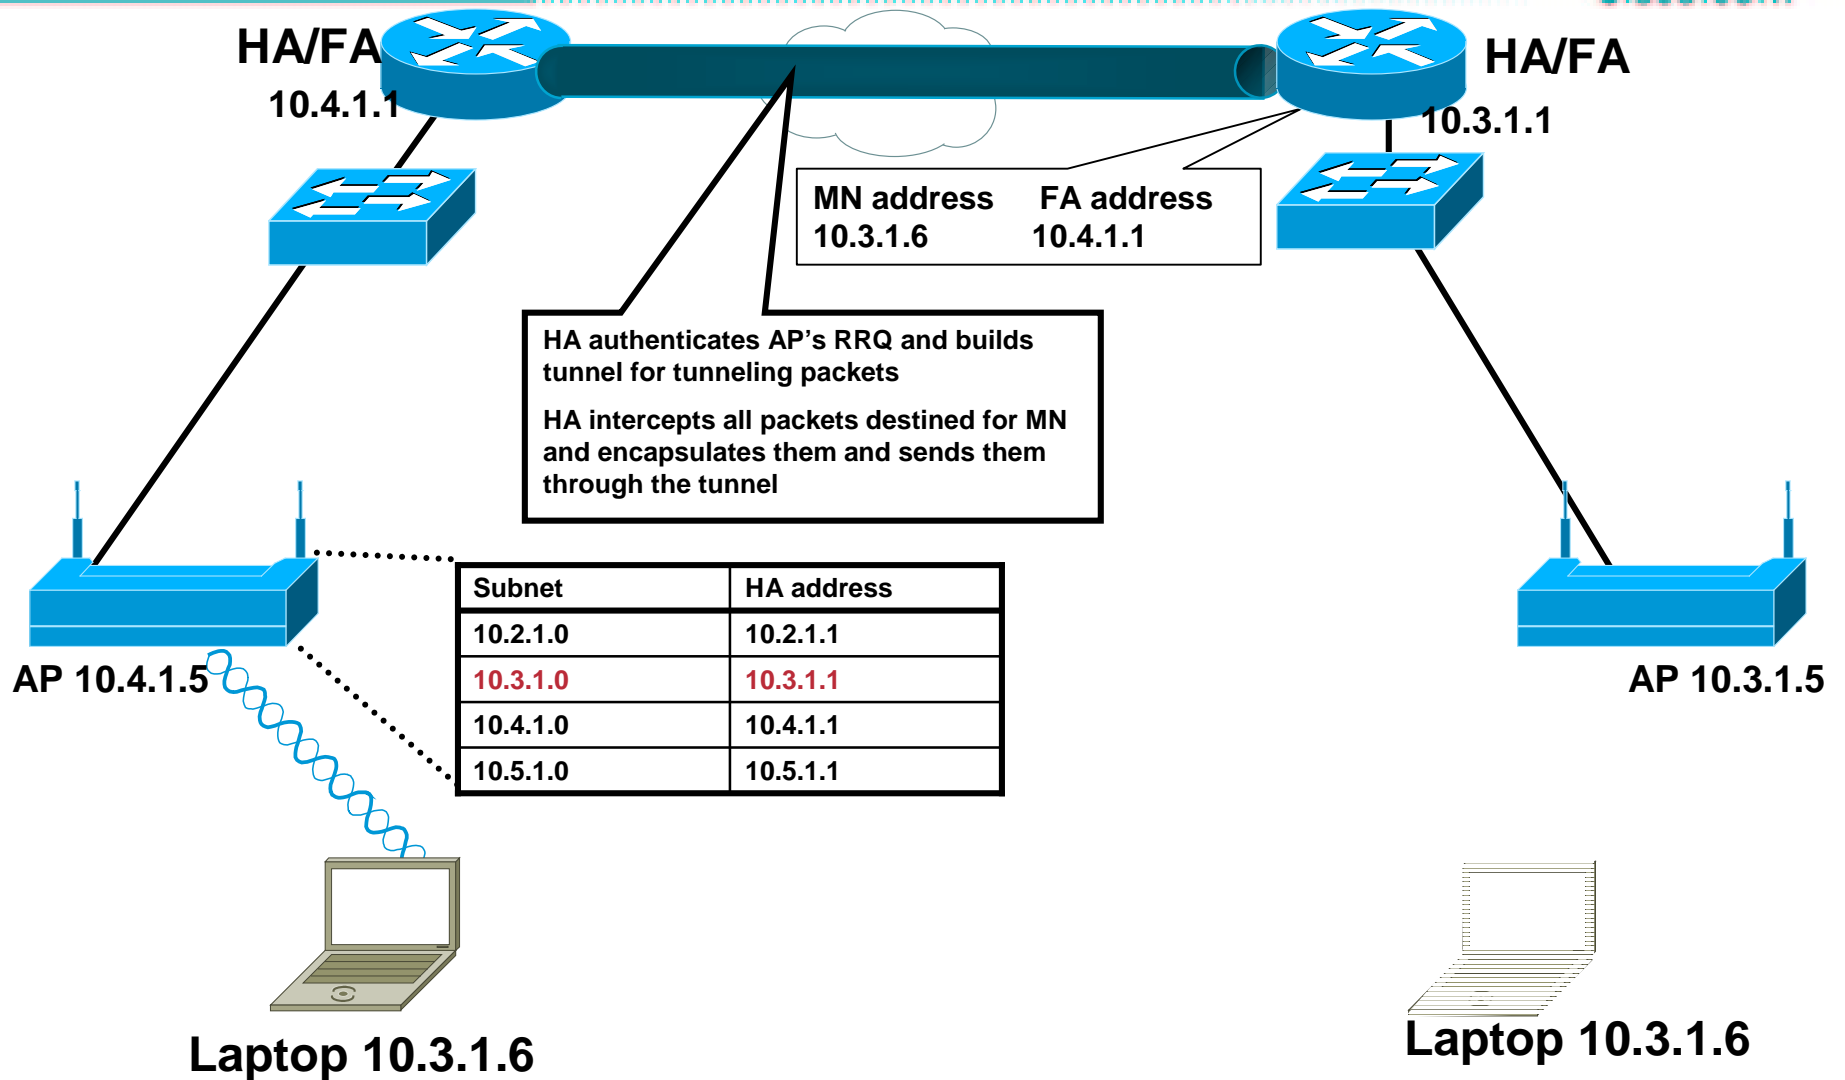 HA/FA
10.4.1.1
HA/FA
10.3.1.1
MN address FA address
10.3.1.6 10.4.1.1
HA authenticates AP’s RRQ and builds
tunnel for tunneling packets
HA intercepts all packets destined for MN
and encapsulates them and sends them
through the tunnel
Subnet HA address
10.2.1.0 10.2.1.1
10.3.1.0 10.3.1.1
10.4.1.0 10.4.1.1
10.5.1.0 10.5.1.1
AP 10.4.1.5
AP 10.3.1.5
Laptop 10.3.1.6
Laptop 10.3.1.6